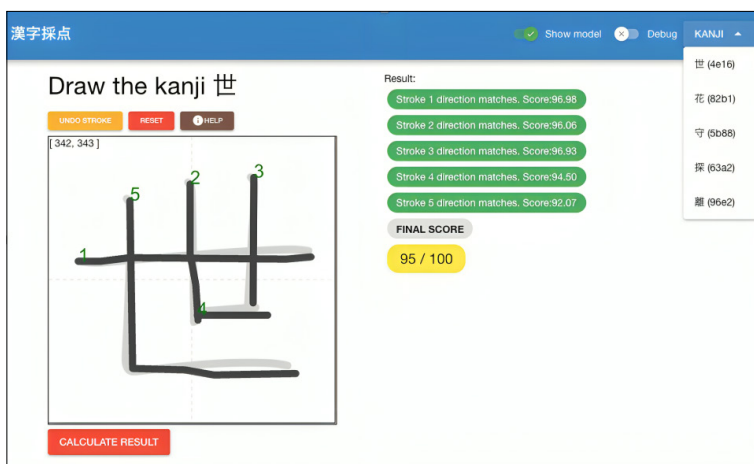 漢字採点
Show model
Debug
KANJI
世 (4e16)
花 (82b1)
守 (5b88)
探 (63a2)
離 (96e2)
Draw the kanji 世
UNDO STROKE
RESET
HELP
[ 342, 343 ]
1
2
3
4
5
CALCULATE RESULT
Result:
Stroke 1 direction matches. Score:96.98
Stroke 2 direction matches. Score:96.06
Stroke 3 direction matches. Score:96.93
Stroke 4 direction matches. Score:94.50
Stroke 5 direction matches. Score:92.07
FINAL SCORE
95 / 100